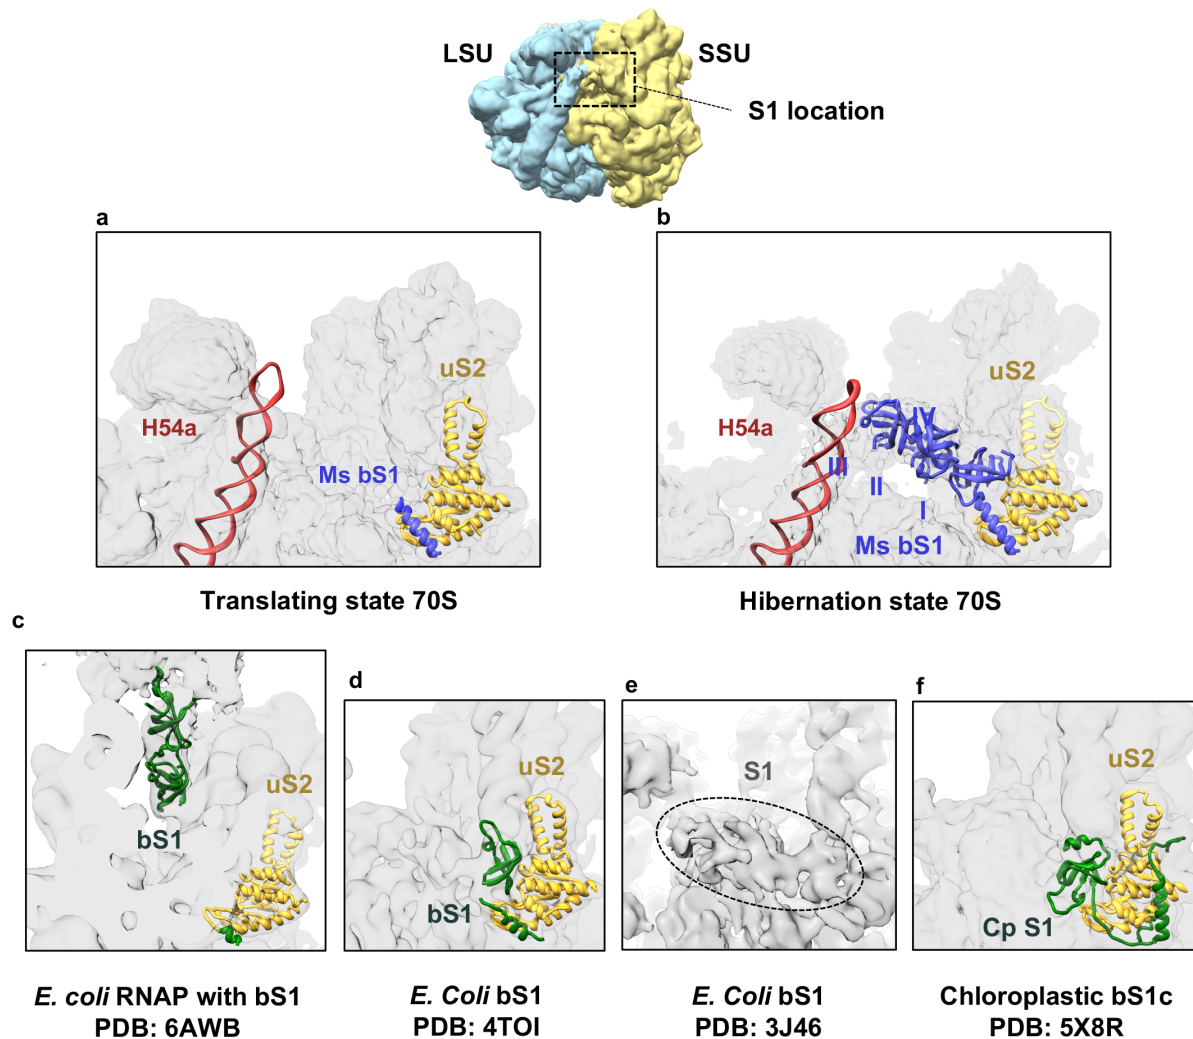 LSU
SSU
S1 location
a
b
uS2
H54a
Ms bS1
uS2
H54a
IV
III
II
I
Ms bS1
Translating state 70S
Hibernation state 70S
c
d
e
f
bS1
uS2
uS2
bS1
S1
uS2
Cp S1
E. coli RNAP with bS1
PDB: 6AWB
E. Coli bS1
PDB: 4TOI
E. Coli bS1
PDB: 3J46
Chloroplastic bS1c
PDB: 5X8R